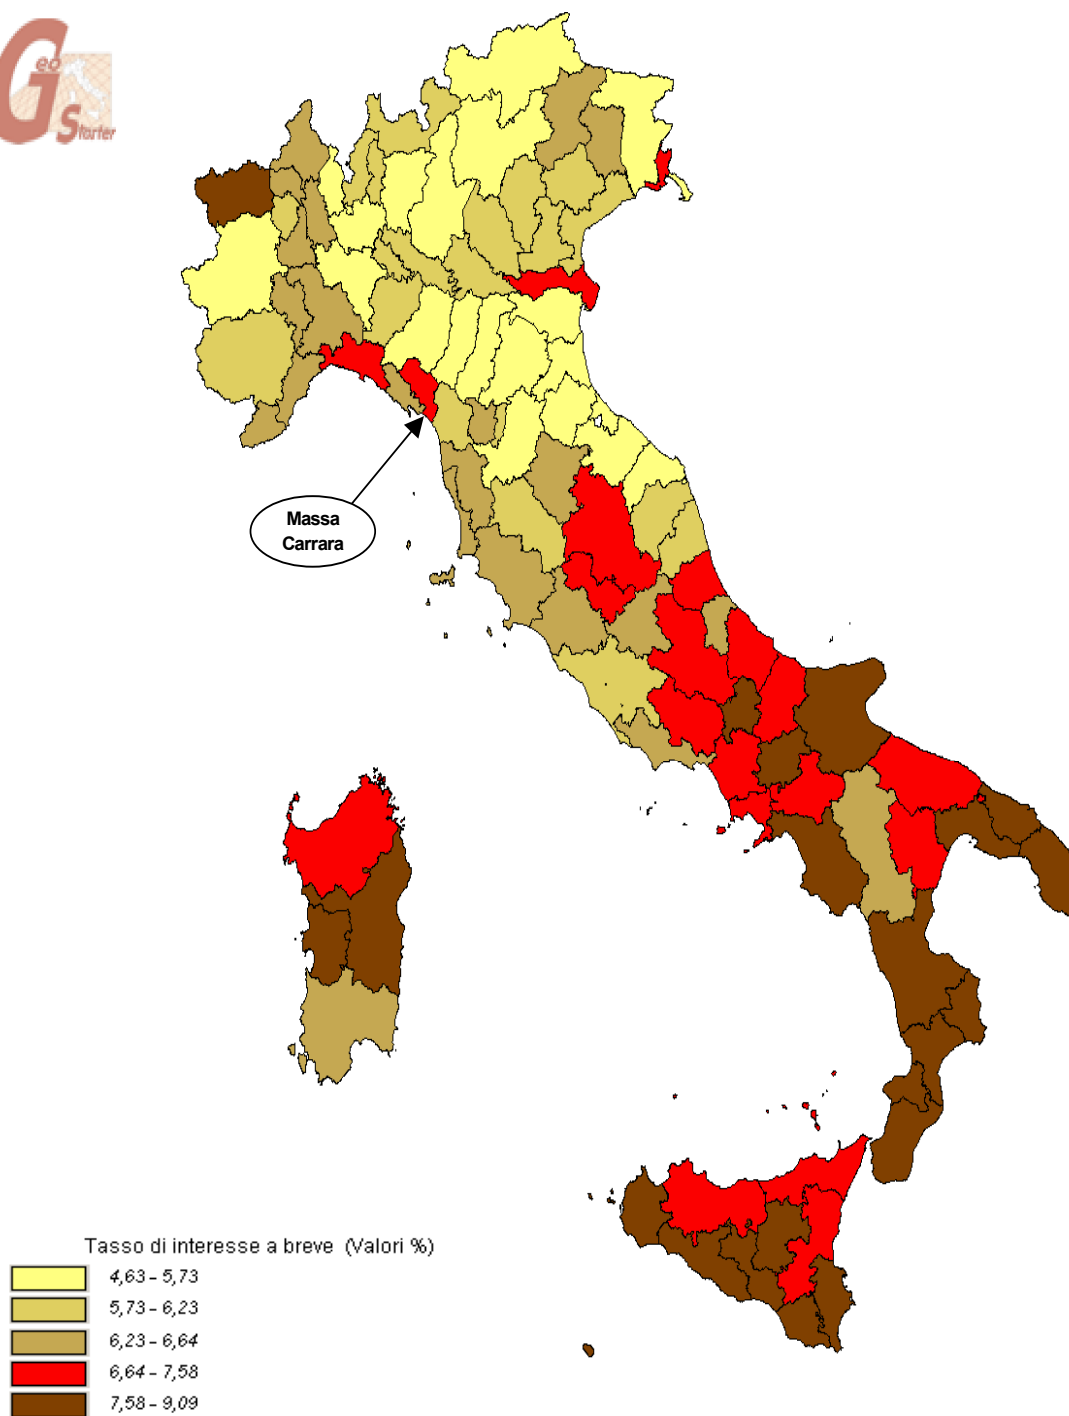 Geo
Starter
Massa
Carrara
Tasso di interesse a breve (Valori %)
4,63 - 5,73
5,73 - 6,23
6,23 - 6,64
6,64 - 7,58
7,58 - 9,09